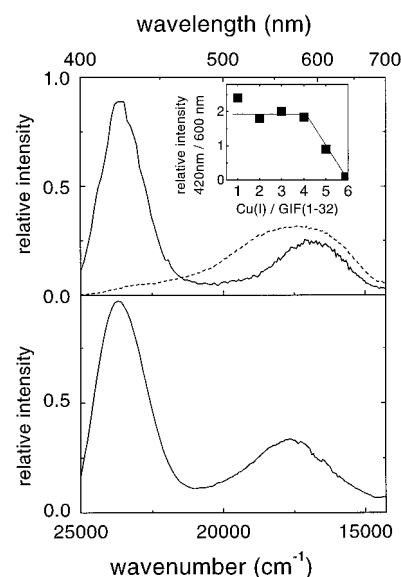 wavelength (nm)
400 500 600 700
1.0
0.5
0.0
relative intensity
relative intensity
420nm / 600 nm
2
1
0
1 2 3 4 5 6
Cu(I) / GIF(1-32)
0.5
0.0
relative intensity
25000 20000 15000
wavenumber (cm⁻¹)